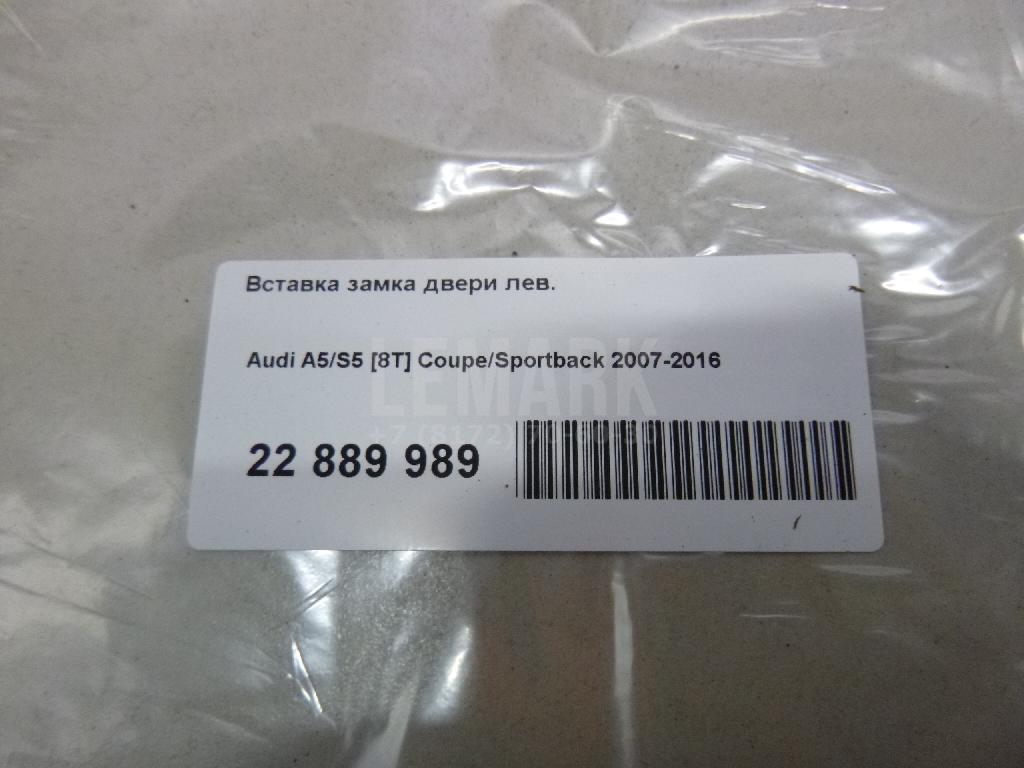 Вставка замка двери лев.
Audi A5/S5 [8T] Coupe/Sportback 2007-2016
LEMARK
22 889 989